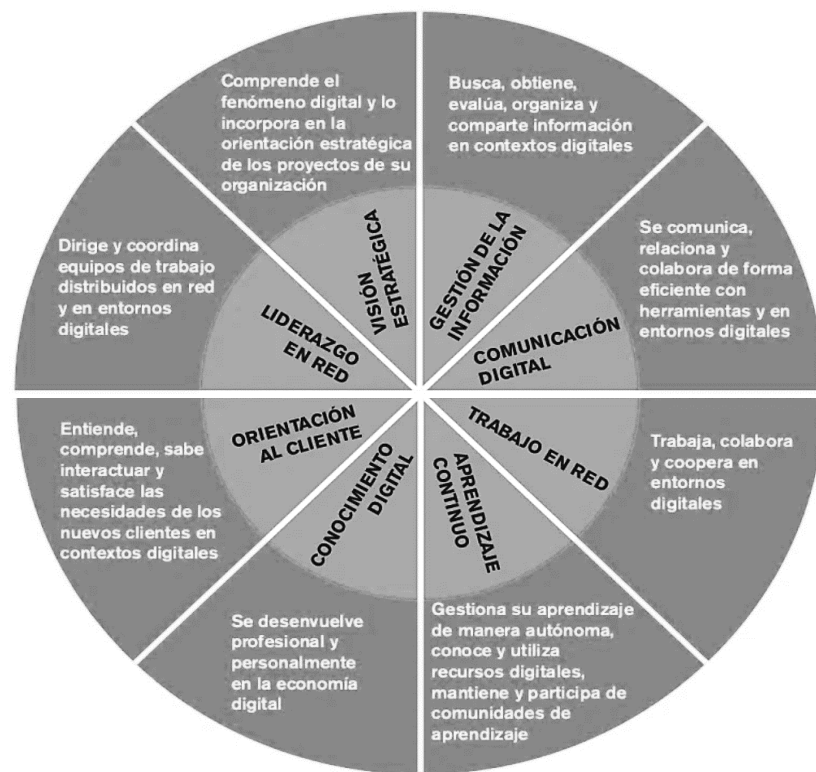 Comprende el
fenómeno digital y lo
incorpora en la
orientación estratégica
de los proyectos de su
organización
VISIÓN
ESTRATÉGICA
Busca, obtiene,
evalúa, organiza y
comparte información
en contextos digitales
GESTIÓN DE LA
INFORMACIÓN
Se comunica,
relaciona y
colabora de forma
eficiente con
herramientas y en
entornos digitales
COMUNICACIÓN
DIGITAL
Trabaja, colabora
y coopera en
entornos
digitales
TRABAJO EN RED
Gestiona su aprendizaje
de manera autónoma,
conoce y utiliza
recursos digitales,
mantiene y participa de
comunidades de
aprendizaje
APRENDIZAJE
CONTINUO
Se desenvuelve
profesional y
personalmente
en la economía
digital
CONOCIMIENTO
DIGITAL
Entiende,
comprende, sabe
interactuar y
satisface las
necesidades de los
nuevos clientes en
contextos digitales
ORIENTACIÓN
AL CLIENTE
Dirige y coordina
equipos de trabajo
distribuidos en red
y en entornos
digitales
LIDERAZGO
EN RED